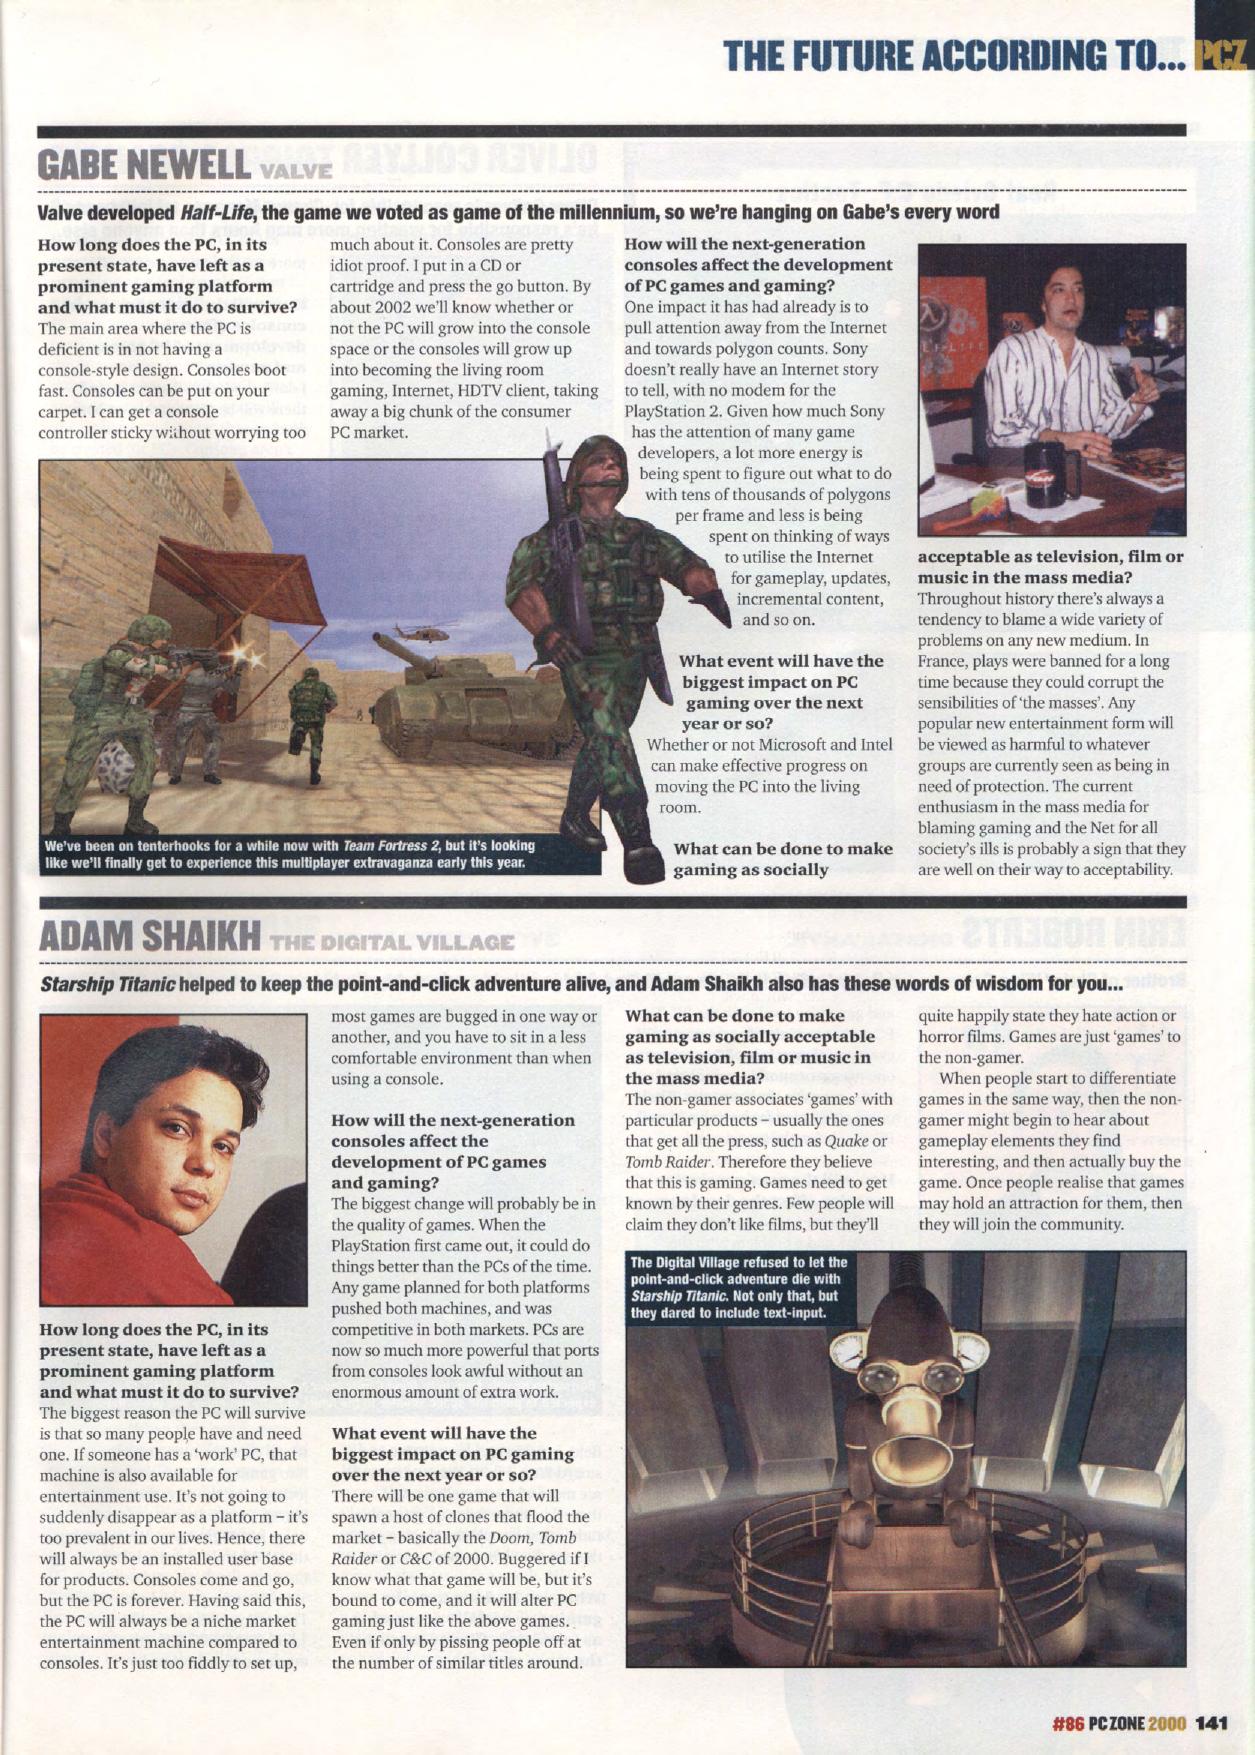 THE FUTURE ACCORDING TO... PCZ
GABE NEWELL VALVE
Valve developed Half-Life, the game we voted as game of the millennium, so we're hanging on Gabe's every word
How long does the PC, in its
present state, have left as a
prominent gaming platform
and what must it do to survive?
The main area where the PC is
deficient is in not having a
console-style design. Consoles boot
fast. Consoles can be put on your
carpet. I can get a console
controller sticky without worrying too
much about it. Consoles are pretty
idiot proof. I put in a CD or
cartridge and press the go button. By
about 2002 we'll know whether or
not the PC will grow into the console
space or the consoles will grow up
into becoming the living room
gaming, Internet, HDTV client, taking
away a big chunk of the consumer
PC market.
We've been on tenterhooks for a while now with Team Fortress 2, but it's looking
like we'll finally get to experience this multiplayer extravaganza early this year.
How will the next-generation
consoles affect the development
of PC games and gaming?
One impact it has had already is to
pull attention away from the Internet
and towards polygon counts. Sony
doesn't really have an Internet story
to tell, with no modem for the
PlayStation 2. Given how much Sony
has the attention of many game
developers, a lot more energy is
being spent to figure out what to do
with tens of thousands of polygons
per frame and less is being
spent on thinking of ways
to utilise the Internet
for gameplay, updates,
incremental content,
and so on.
What event will have the
biggest impact on PC
gaming over the next
year or so?
Whether or not Microsoft and Intel
can make effective progress on
moving the PC into the living
room.
What can be done to make
gaming as socially
acceptable as television, film or
music in the mass media?
Throughout history there's always a
tendency to blame a wide variety of
problems on any new medium. In
France, plays were banned for a long
time because they could corrupt the
sensibilities of 'the masses'. Any
popular new entertainment form will
be viewed as harmful to whatever
groups are currently seen as being in
need of protection. The current
enthusiasm in the mass media for
blaming gaming and the Net for all
society's ills is probably a sign that they
are well on their way to acceptability.
ADAM SHAIKH THE DIGITAL VILLAGE
Starship Titanic helped to keep the point-and-click adventure alive, and Adam Shaikh also has these words of wisdom for you...
How long does the PC, in its
present state, have left as a
prominent gaming platform
and what must it do to survive?
The biggest reason the PC will survive
is that so many people have and need
one. If someone has a 'work' PC, that
machine is also available for
entertainment use. It's not going to
suddenly disappear as a platform – it's
too prevalent in our lives. Hence, there
will always be an installed user base
for products. Consoles come and go,
but the PC is forever. Having said this,
the PC will always be a niche market
entertainment machine compared to
consoles. It's just too fiddly to set up,
most games are bugged in one way or
another, and you have to sit in a less
comfortable environment than when
using a console.
How will the next-generation
consoles affect the
development of PC games
and gaming?
The biggest change will probably be in
the quality of games. When the
PlayStation first came out, it could do
things better than the PCs of the time.
Any game planned for both platforms
pushed both machines, and was
competitive in both markets. PCs are
now so much more powerful that ports
from consoles look awful without an
enormous amount of extra work.
What event will have the
biggest impact on PC gaming
over the next year or so?
There will be one game that will
spawn a host of clones that flood the
market – basically the Doom, Tomb
Raider or C&C of 2000. Buggered if I
know what that game will be, but it's
bound to come, and it will alter PC
gaming just like the above games.
Even if only by pissing people off at
the number of similar titles around.
What can be done to make
gaming as socially acceptable
as television, film or music in
the mass media?
The non-gamer associates 'games' with
particular products – usually the ones
that get all the press, such as Quake or
Tomb Raider. Therefore they believe
that this is gaming. Games need to get
known by their genres. Few people will
claim they don't like films, but they'll
quite happily state they hate action or
horror films. Games are just 'games' to
the non-gamer.
When people start to differentiate
games in the same way, then the non-
gamer might begin to hear about
gameplay elements they find
interesting, and then actually buy the
game. Once people realise that games
may hold an attraction for them, then
they will join the community.
The Digital Village refused to let the
point-and-click adventure die with
Starship Titanic. Not only that, but
they dared to include text-input.
#86 PCZONE 2000 141